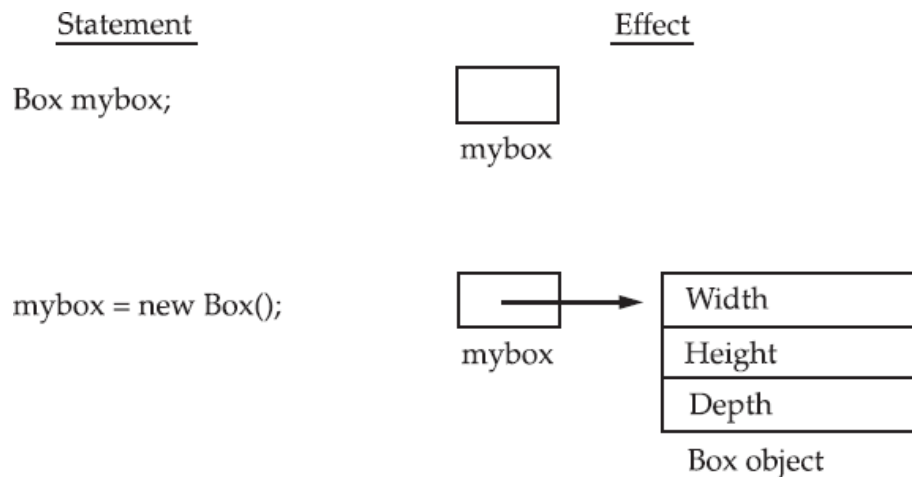 Statement
Effect
Box mybox;
mybox
mybox = new Box();
mybox
Width
Height
Depth
Box object